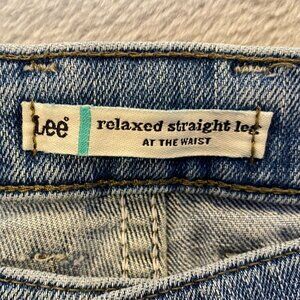 Lee®
relaxed straight leg
AT THE WAIST